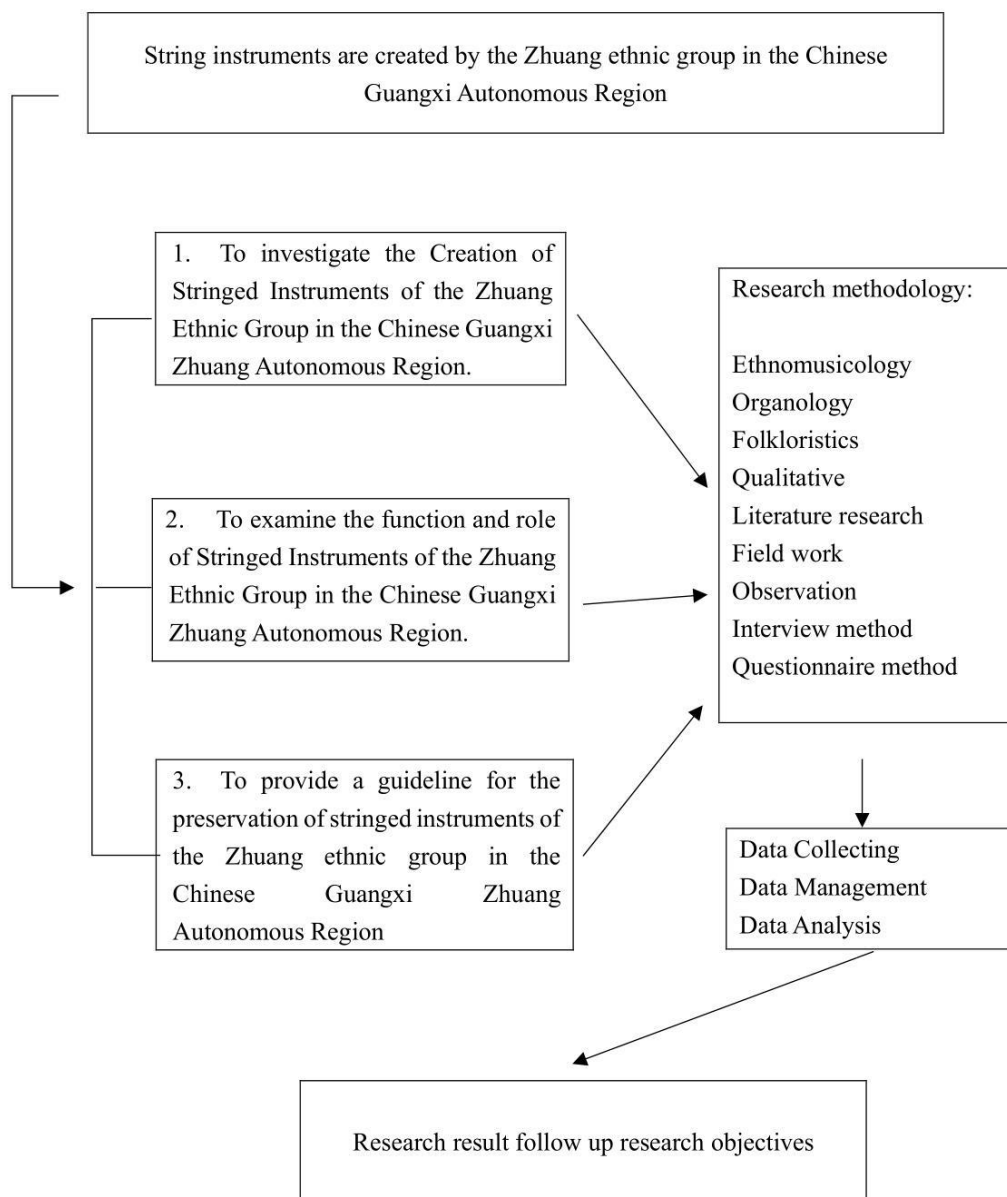 String instruments are created by the Zhuang ethnic group in the Chinese
Guangxi Autonomous Region
1. To investigate the Creation of
Stringed Instruments of the Zhuang
Ethnic Group in the Chinese Guangxi
Zhuang Autonomous Region.
2. To examine the function and role
of Stringed Instruments of the Zhuang
Ethnic Group in the Chinese Guangxi
Zhuang Autonomous Region.
3. To provide a guideline for the
preservation of stringed instruments of
the Zhuang ethnic group in the
Chinese Guangxi Zhuang
Autonomous Region
Research methodology:
Ethnomusicology
Organology
Folkloristics
Qualitative
Literature research
Field work
Observation
Interview method
Questionnaire method
Data Collecting
Data Management
Data Analysis
Research result follow up research objectives